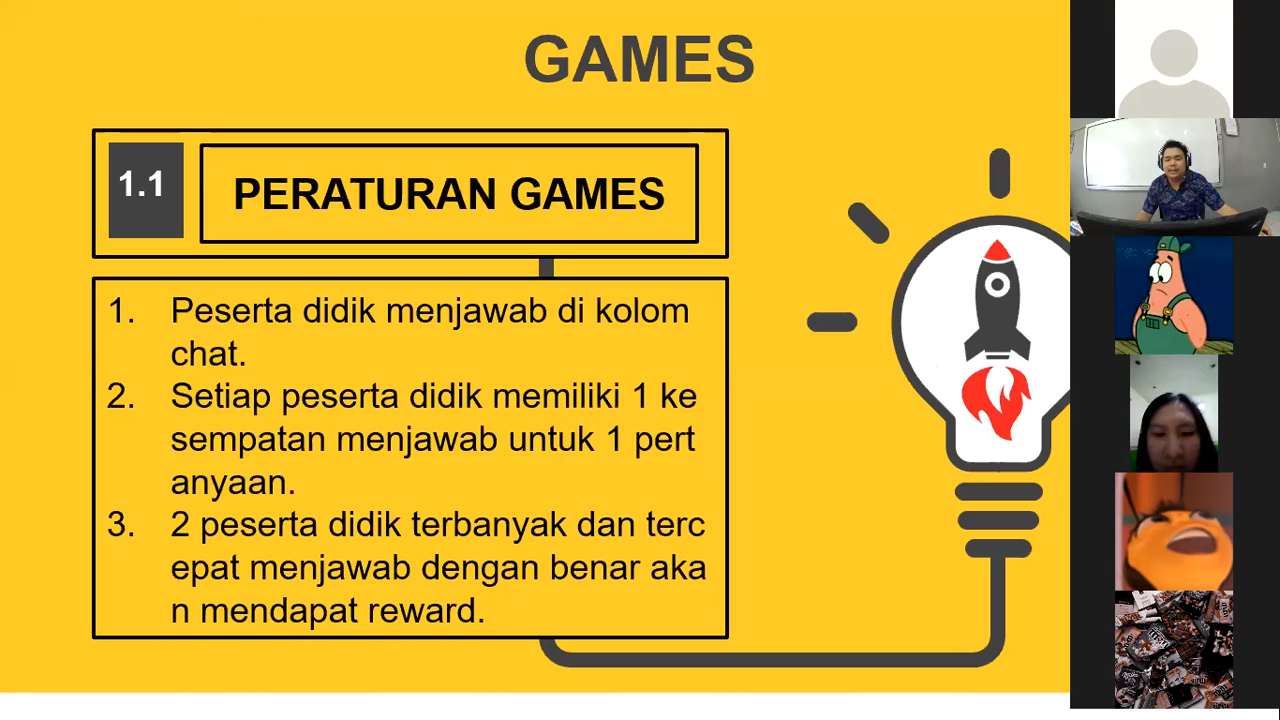 GAMES
1.1
PERATURAN GAMES
1. Peserta didik menjawab di kolom
chat.
2. Setiap peserta didik memiliki 1 ke
sempatan menjawab untuk 1 pert
anyaan.
3. 2 peserta didik terbanyak dan terc
epat menjawab dengan benar aka
n mendapat reward.